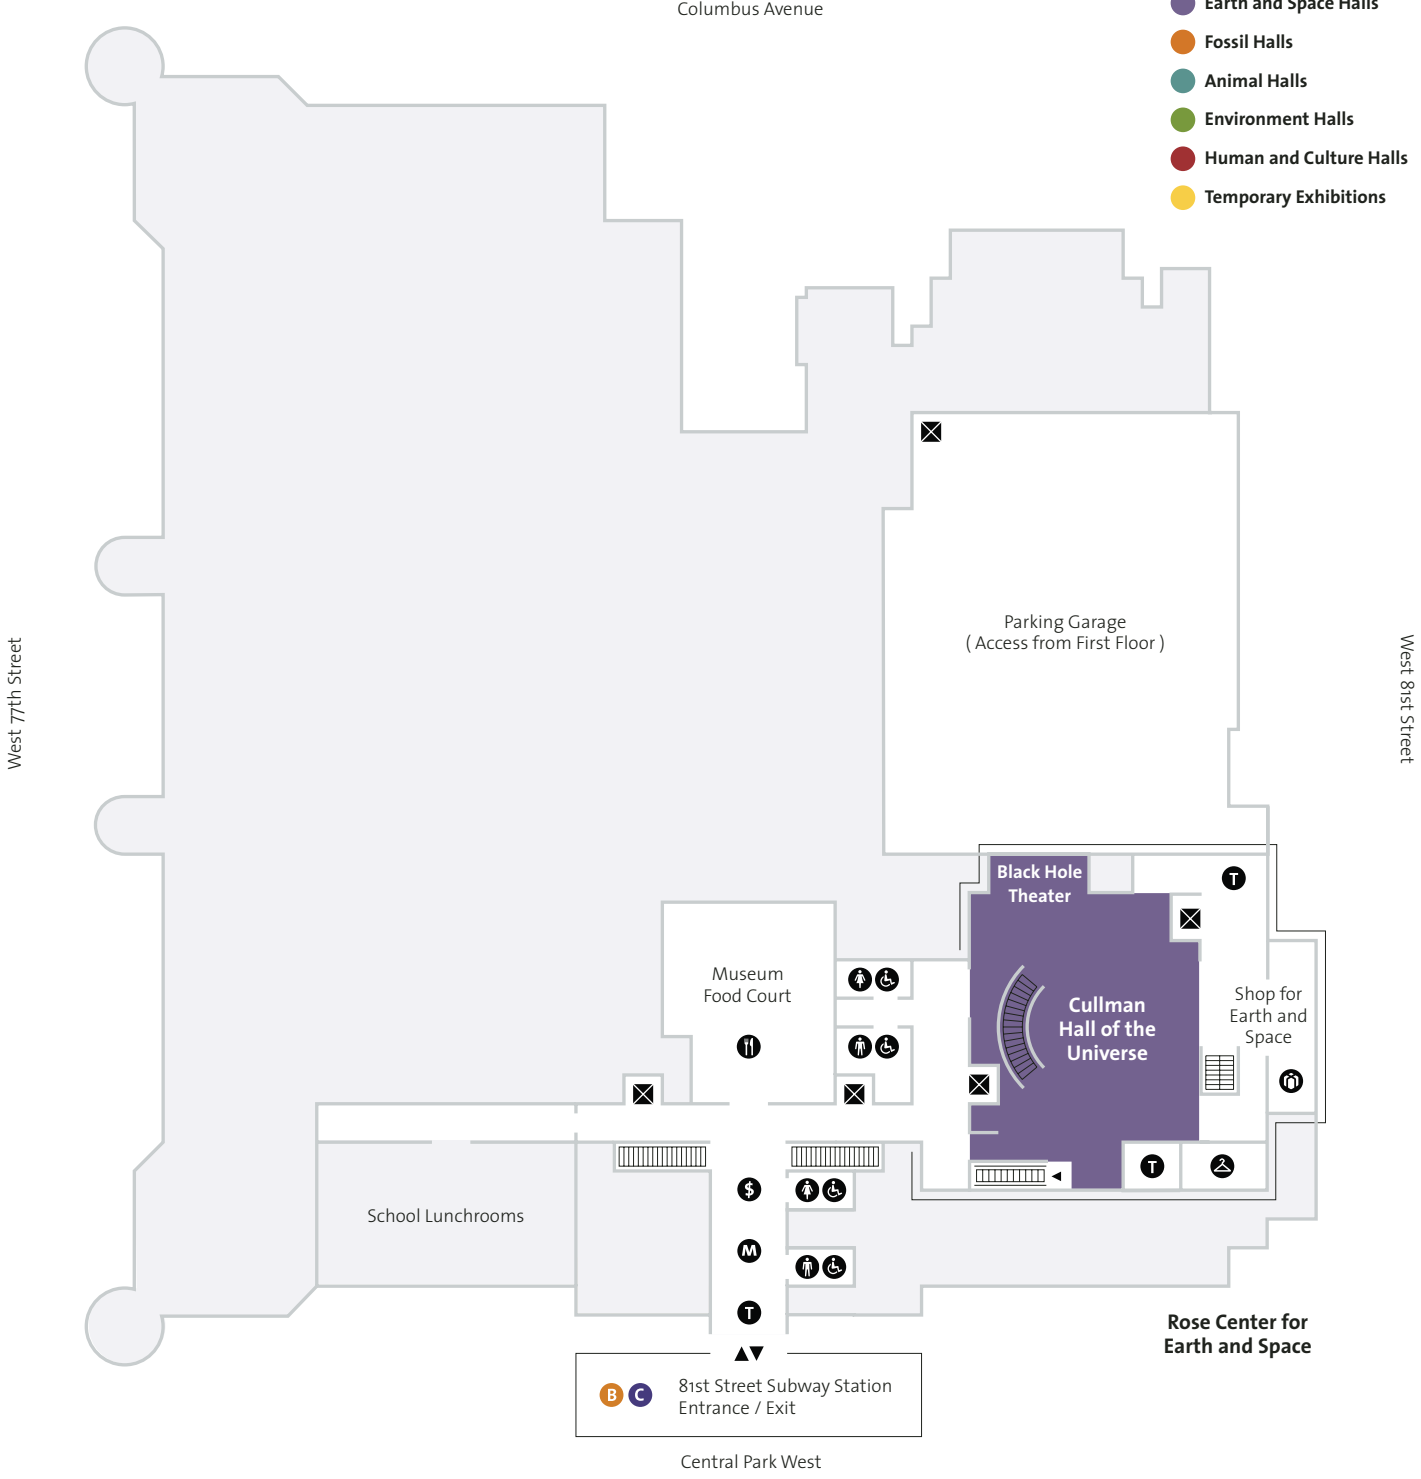 Columbus Avenue
Earth and Space Halls
Fossil Halls
Animal Halls
Environment Halls
Human and Culture Halls
Temporary Exhibitions
West 77th Street
West 81st Street
Parking Garage
( Access from First Floor )
Black Hole
Theater
T
Museum
Food Court
Cullman
Hall of the
Universe
Shop for
Earth and
Space
T
School Lunchrooms
$
M
T
Rose Center for
Earth and Space
B C
81st Street Subway Station
Entrance / Exit
Central Park West